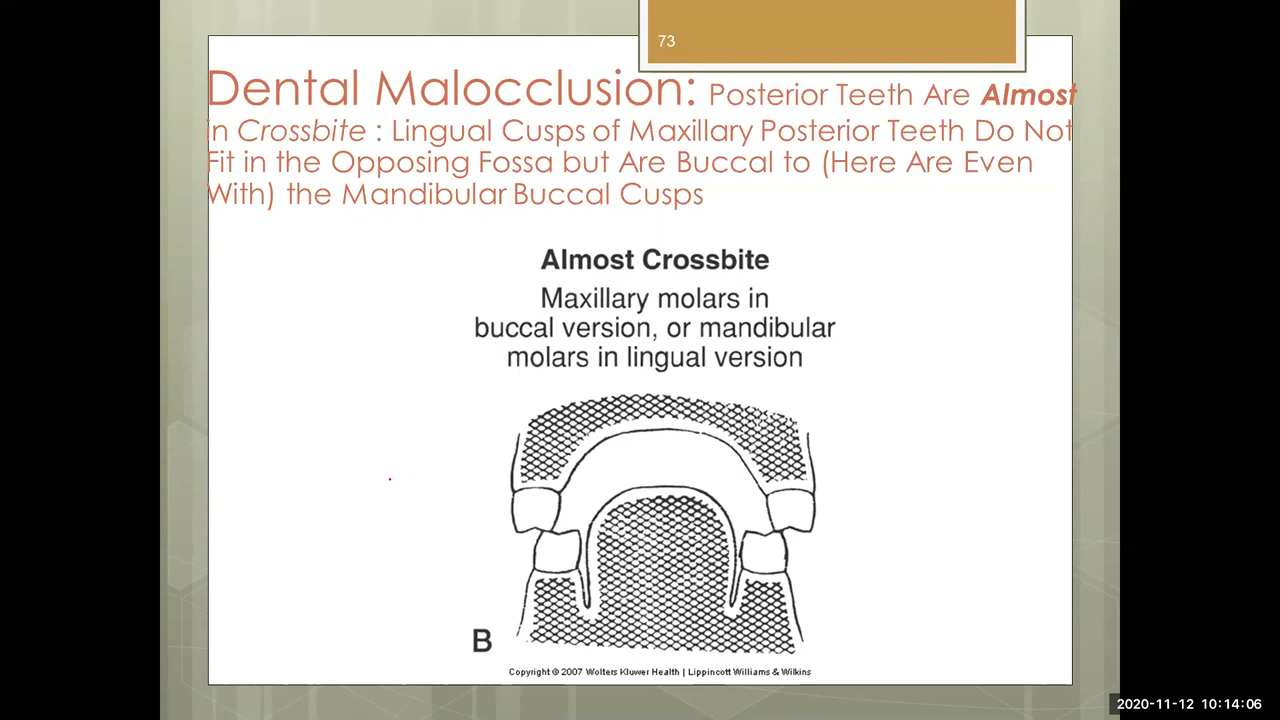 73
Dental Malocclusion: Posterior Teeth Are Almost
in Crossbite : Lingual Cusps of Maxillary Posterior Teeth Do Not
Fit in the Opposing Fossa but Are Buccal to (Here Are Even
With) the Mandibular Buccal Cusps
Almost Crossbite
Maxillary molars in
buccal version, or mandibular
molars in lingual version
B
Copyright © 2007 Wolters Kluwer Health | Lippincott Williams & Wilkins
2020-11-12 10:14:06